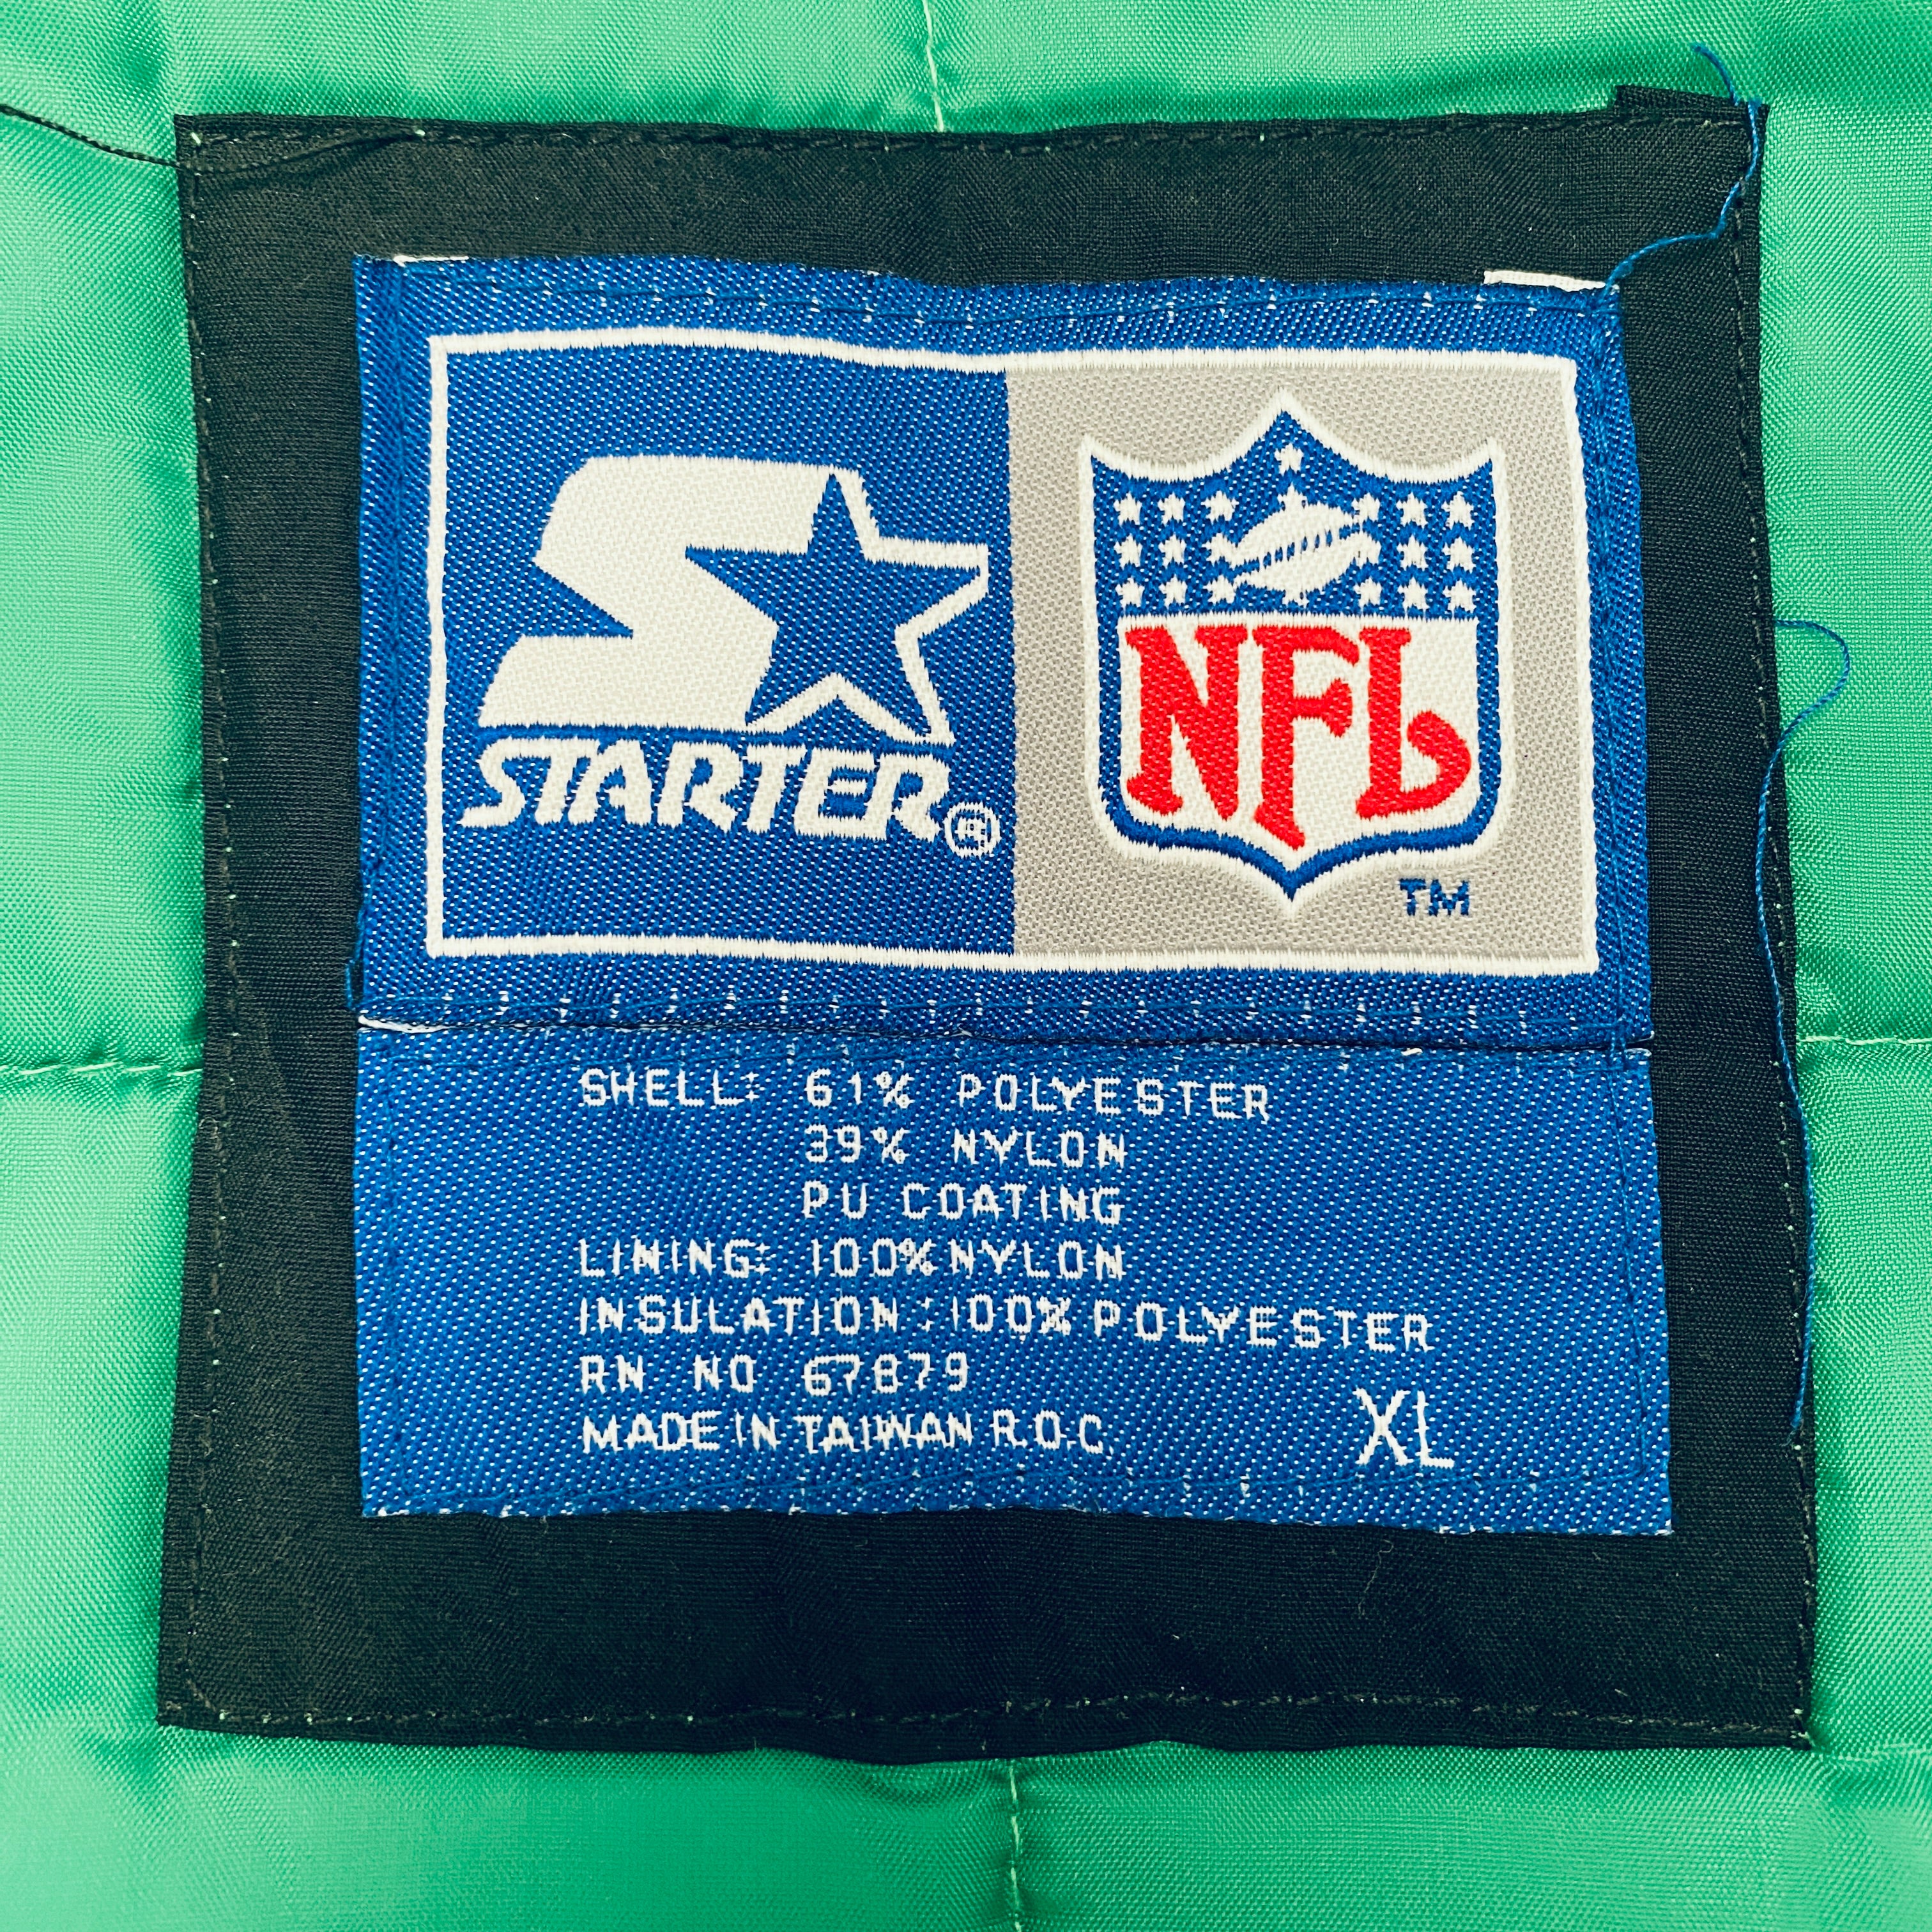 STARTER®
NFL
TM
SHELL: 61% POLYESTER
39% NYLON
PU COATING
LINING: 100% NYLON
INSULATION: 100% POLYESTER
RN NO 67879
MADE IN TAIWAN R.O.C.
XL